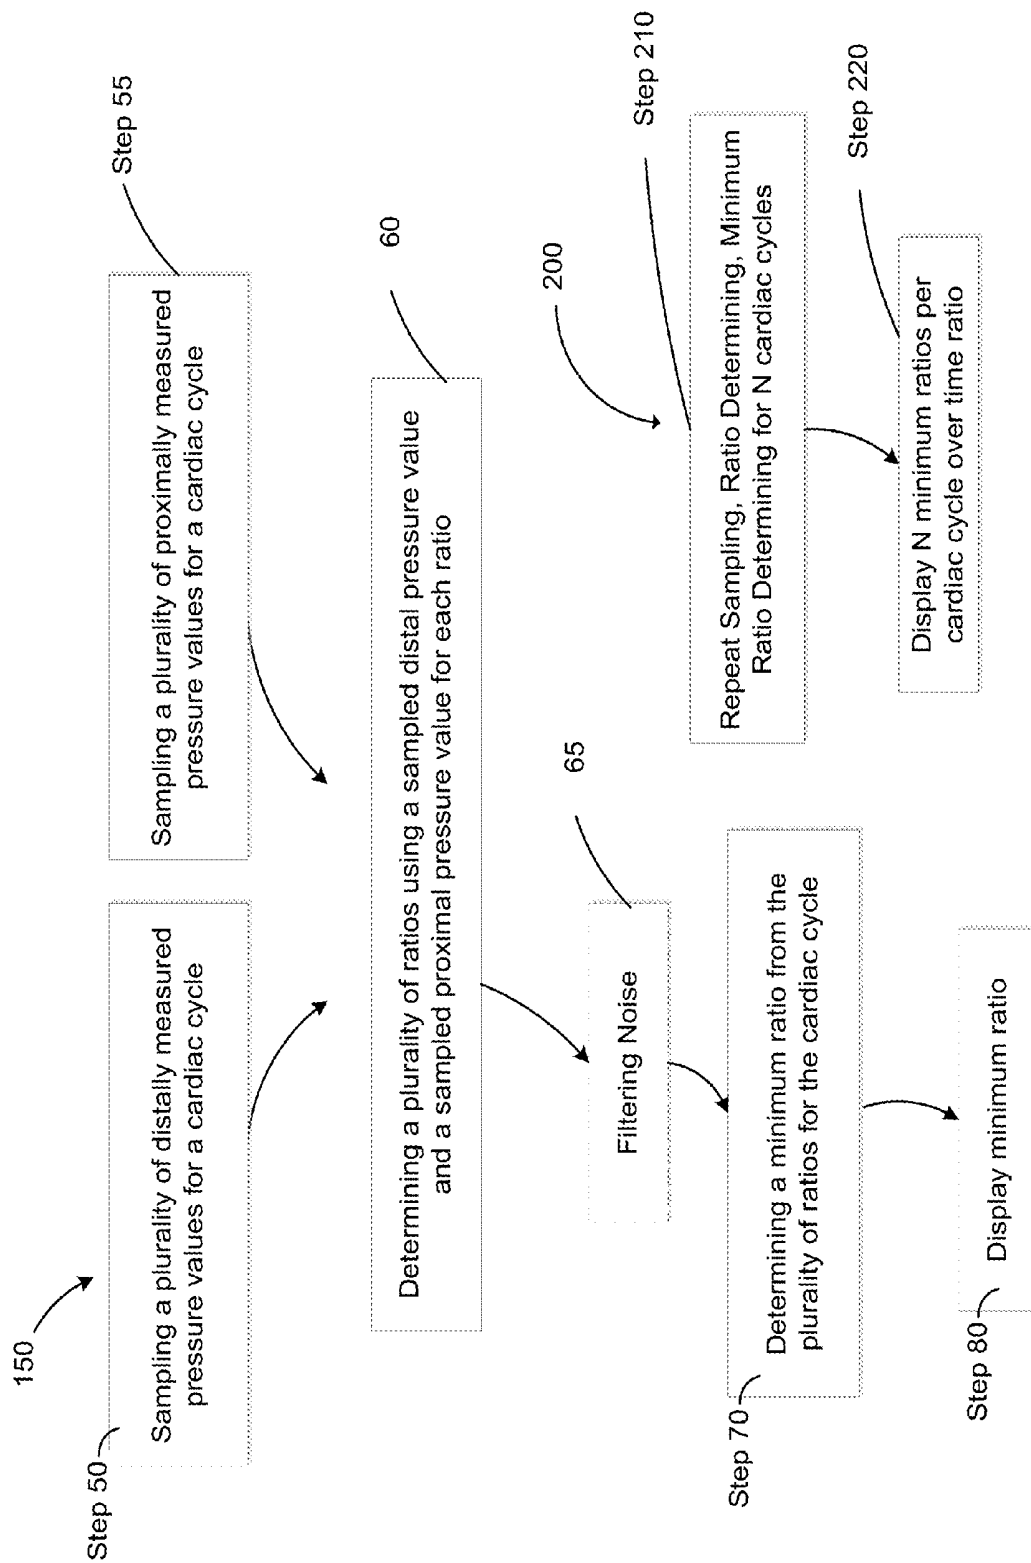 150
Step 50
Sampling a plurality of distally measured
pressure values for a cardiac cycle
Step 55
Sampling a plurality of proximally measured
pressure values for a cardiac cycle
60
Determining a plurality of ratios using a sampled distal pressure value
and a sampled proximal pressure value for each ratio
65
Filtering Noise
Step 70
Determining a minimum ratio from the
plurality of ratios for the cardiac cycle
Step 80
Display minimum ratio
200
Step 210
Repeat Sampling, Ratio Determining, Minimum
Ratio Determining for N cardiac cycles
Step 220
Display N minimum ratios per
cardiac cycle over time ratio